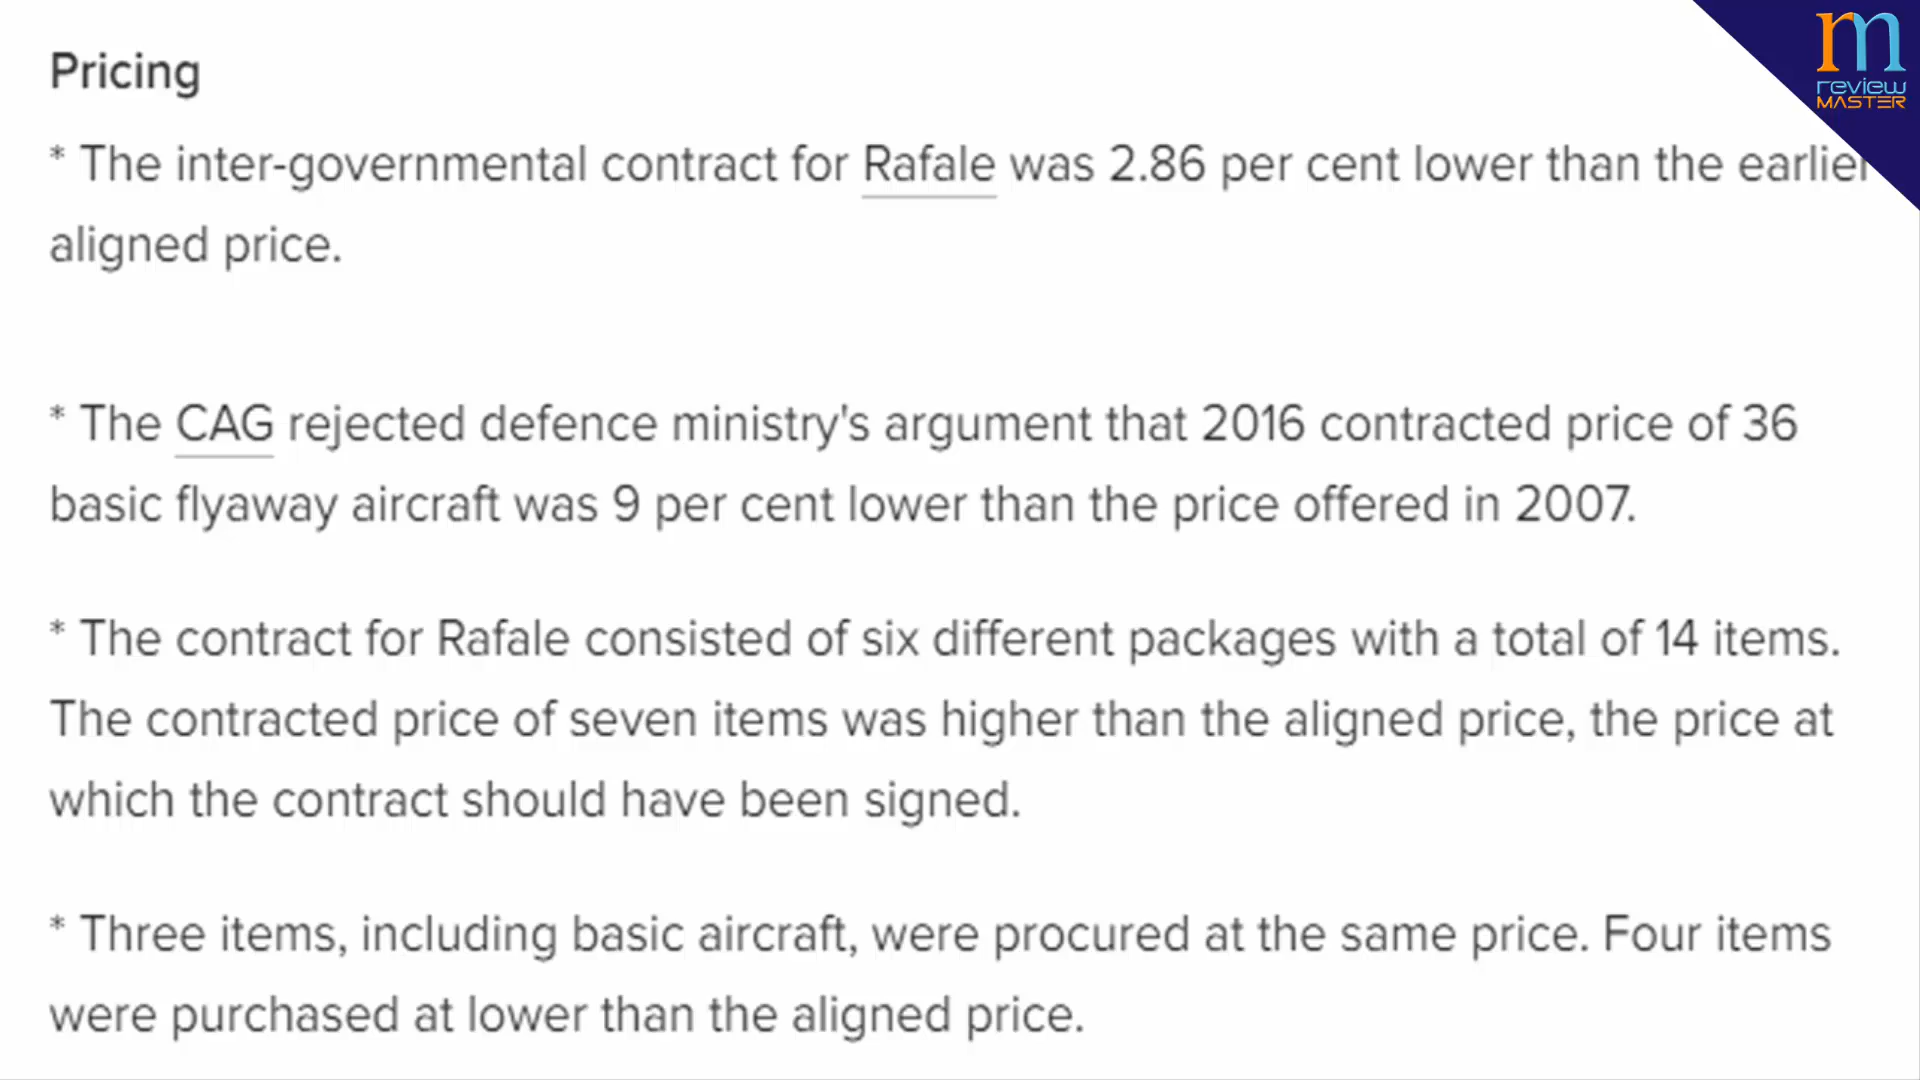 Pricing
m
review
MASTER
* The inter-governmental contract for Rafale was 2.86 per cent lower than the earlier
aligned price.
* The CAG rejected defence ministry's argument that 2016 contracted price of 36
basic flyaway aircraft was 9 per cent lower than the price offered in 2007.
* The contract for Rafale consisted of six different packages with a total of 14 items.
The contracted price of seven items was higher than the aligned price, the price at
which the contract should have been signed.
* Three items, including basic aircraft, were procured at the same price. Four items
were purchased at lower than the aligned price.